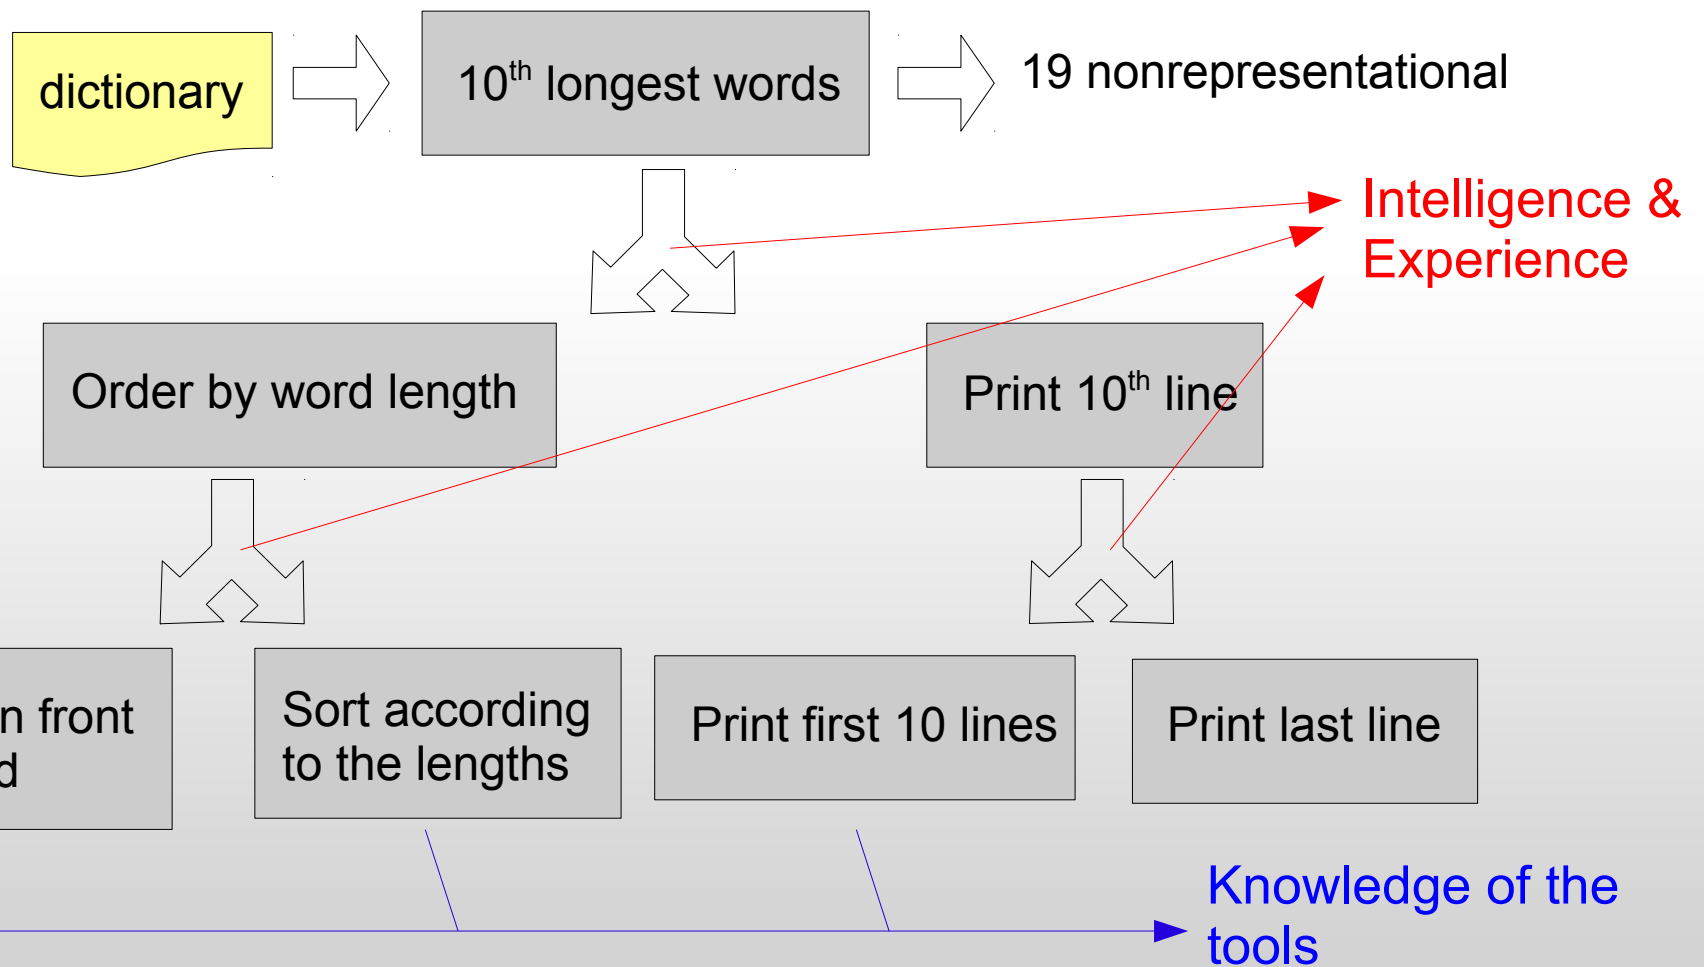 dictionary
10th longest words
19 nonrepresentational
Intelligence &
Experience
Order by word length
Print 10th line
n front
d
Sort according
to the lengths
Print first 10 lines
Print last line
Knowledge of the
tools